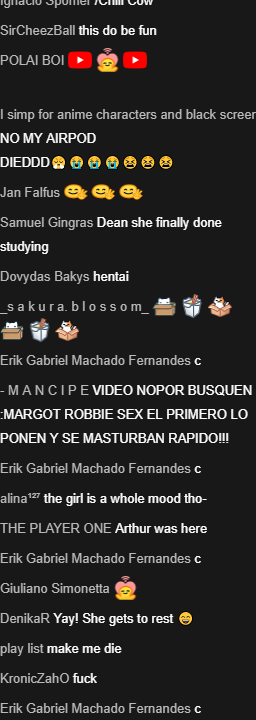 Ignacio Spomer /Chill Cow
SirCheezBall this do be fun
POLAI BOI
I simp for anime characters and black screen
NO MY AIRPOD
DIEDDD
Jan Falfus
Samuel Gingras Dean she finally done
studying
Dovydas Bakys hentai
_s a k u r a. b l o s s o m_
Erik Gabriel Machado Fernandes c
- M A N C I P E VIDEO NOPOR BUSQUEN
:MARGOT ROBBIE SEX EL PRIMERO LO
PONEN Y SE MASTURBAN RAPIDO!!!
Erik Gabriel Machado Fernandes c
alina¹²⁷ the girl is a whole mood tho-
THE PLAYER ONE Arthur was here
Erik Gabriel Machado Fernandes c
Giuliano Simonetta
DenikaR Yay! She gets to rest
play list make me die
KronicZahO fuck
Erik Gabriel Machado Fernandes c